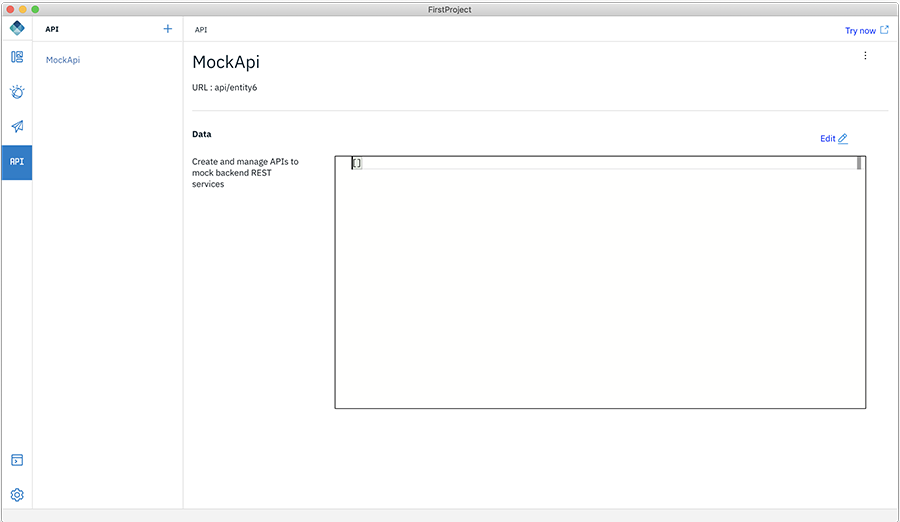 FirstProject
API
+
API
Try now
MockApi
MockApi
URL : api/entity6
Data
Edit
Create and manage APIs to
mock backend REST
services
[]
API